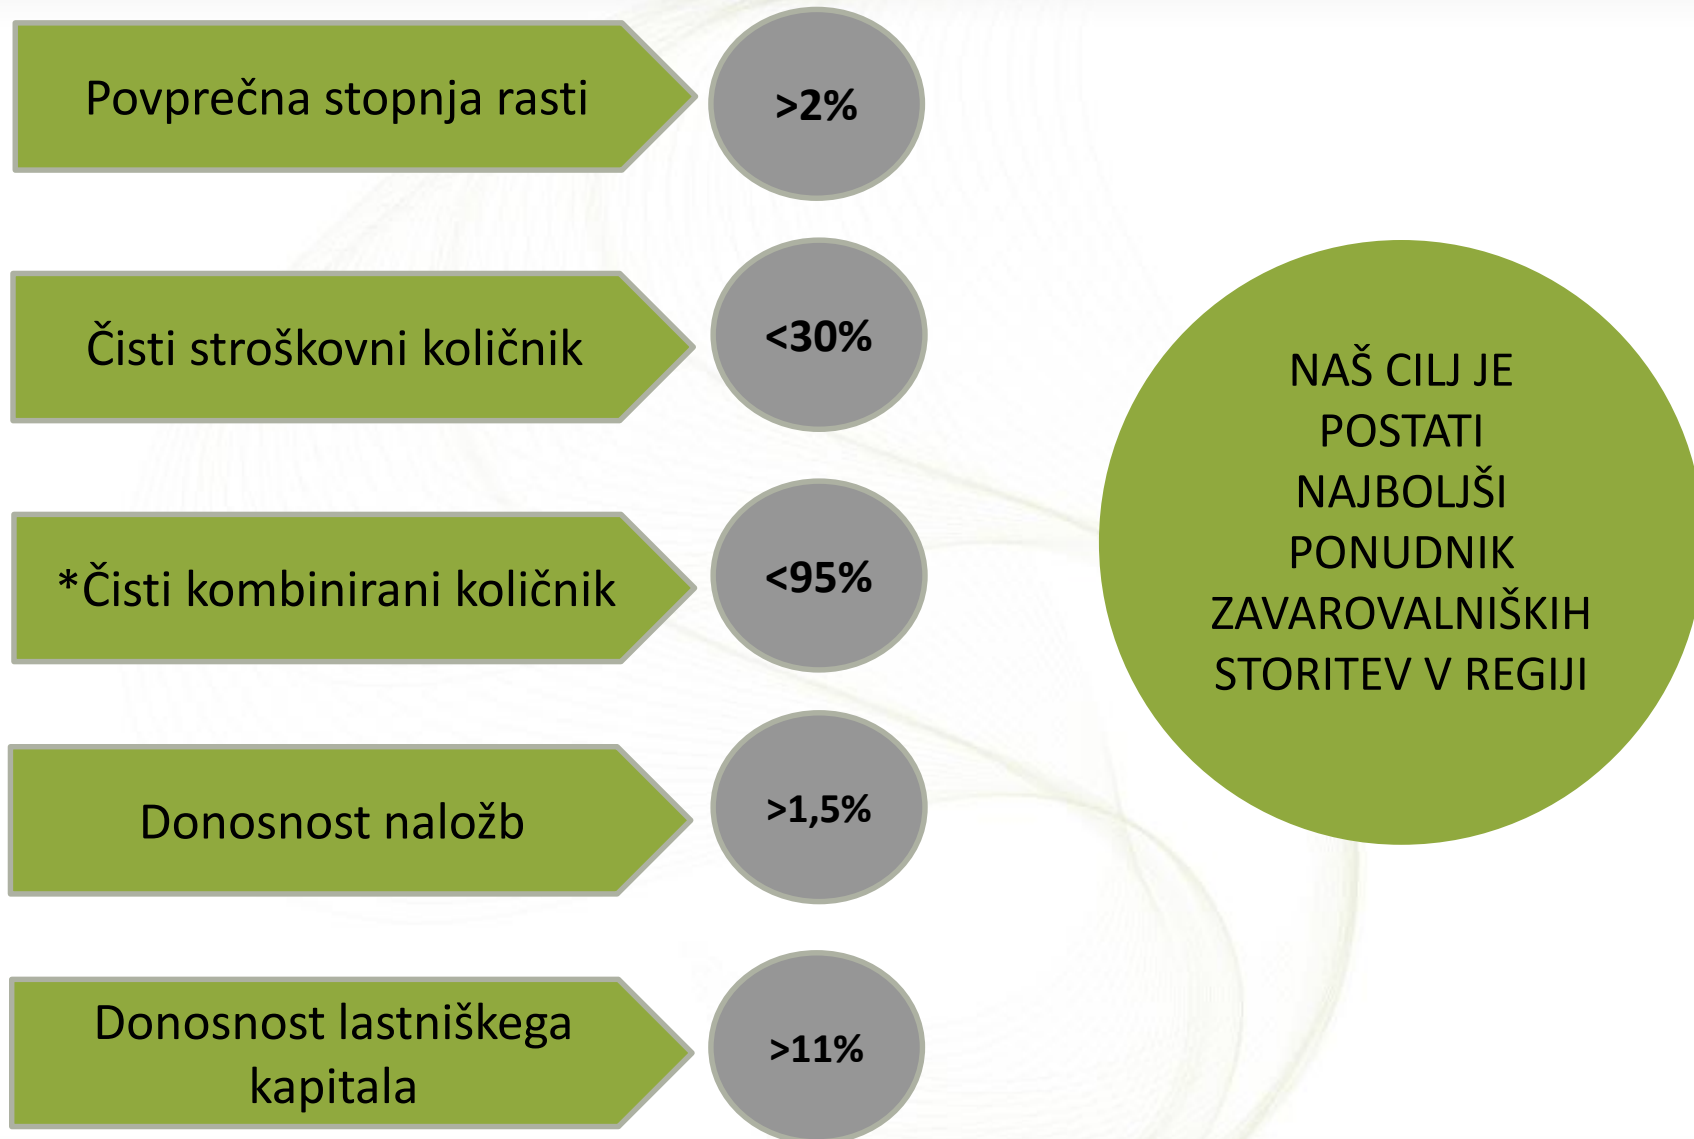 Povprečna stopnja rasti
>2%
Čisti stroškovni količnik
<30%
*Čisti kombinirani količnik
<95%
Donosnost naložb
>1,5%
Donosnost lastniškega
kapitala
>11%
NAŠ CILJ JE
POSTATI
NAJBOLJŠI
PONUDNIK
ZAVAROVALNIŠKIH
STORITEV V REGIJI